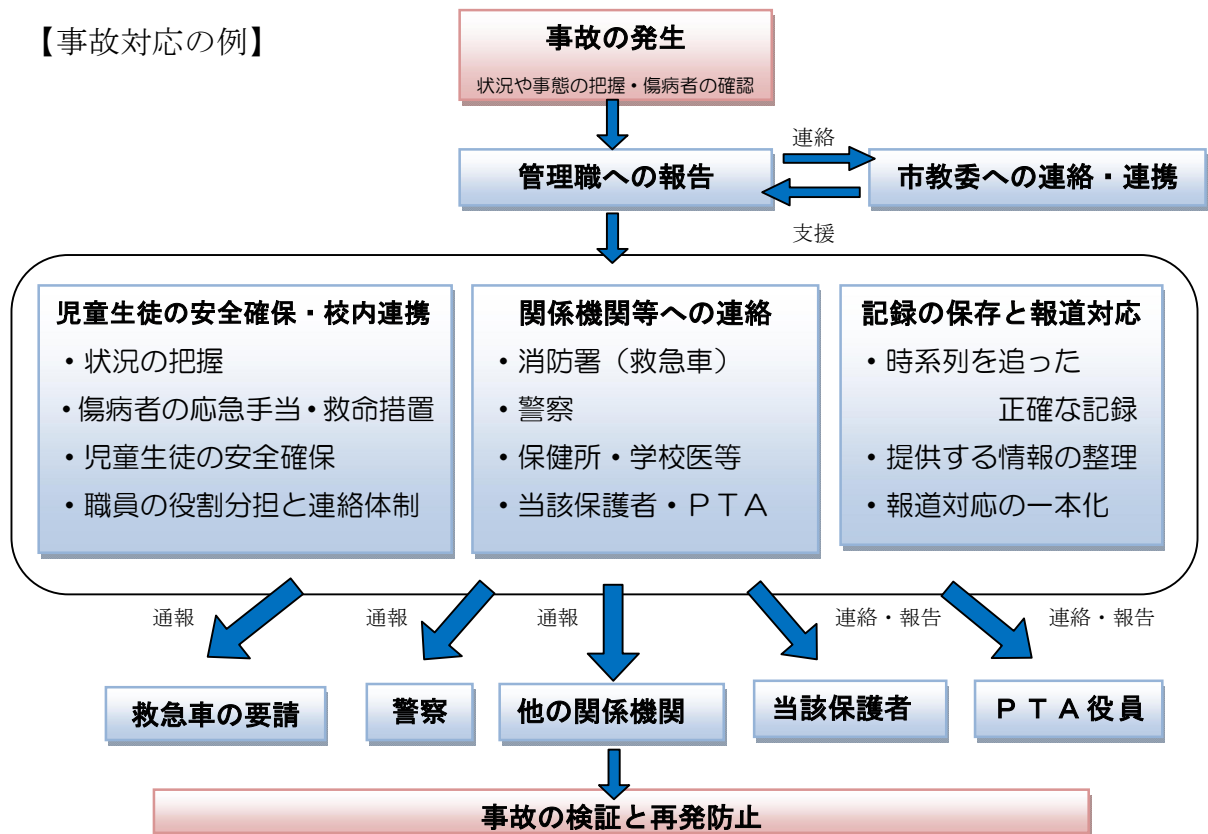 【事故対応の例】
事故の発生
状況や事態の把握・傷病者の確認
連絡
管理職への報告
市教委への連絡・連携
支援
児童生徒の安全確保・校内連携
・状況の把握
・傷病者の応急手当・救命措置
・児童生徒の安全確保
・職員の役割分担と連絡体制
関係機関等への連絡
・消防署（救急車）
・警察
・保健所・学校医等
・当該保護者・ＰＴＡ
記録の保存と報道対応
・時系列を追った
正確な記録
・提供する情報の整理
・報道対応の一本化
通報
通報
通報
連絡・報告
連絡・報告
救急車の要請
警察
他の関係機関
当該保護者
ＰＴＡ役員
事故の検証と再発防止